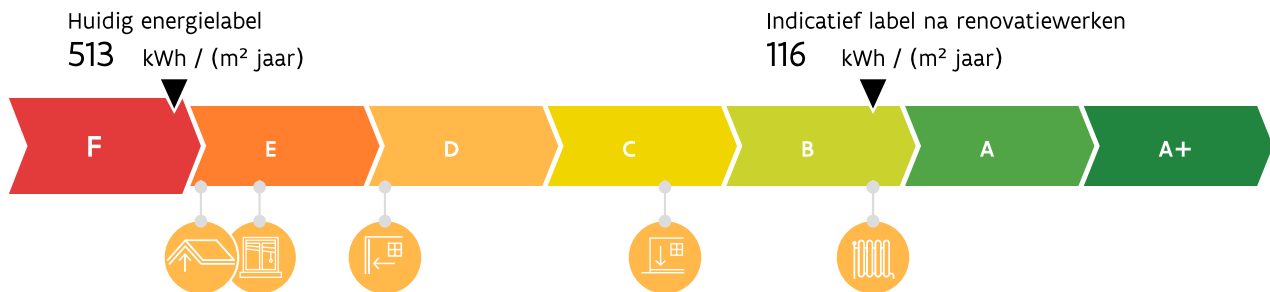 Huidig energielabel
513 kWh / (m² jaar)
Indicatief label na renovatiewerken
116 kWh / (m² jaar)
F E D C B A A+